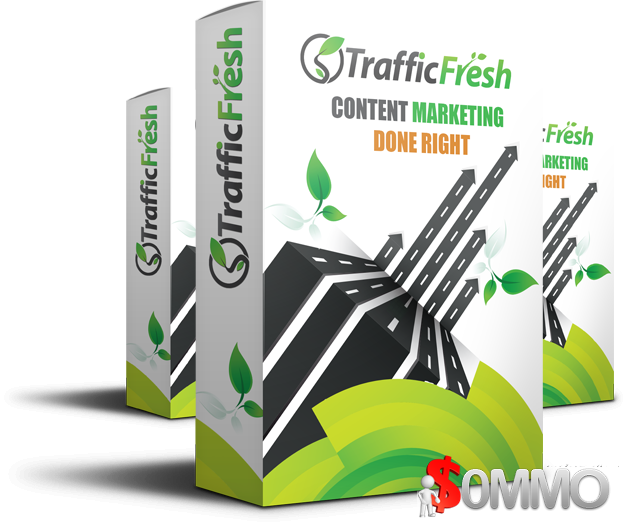 TrafficFresh
CONTENT MARKETING
DONE RIGHT
TrafficFresh
TrafficFresh
Fresh
MARKETING
RIGHT
$OMMO